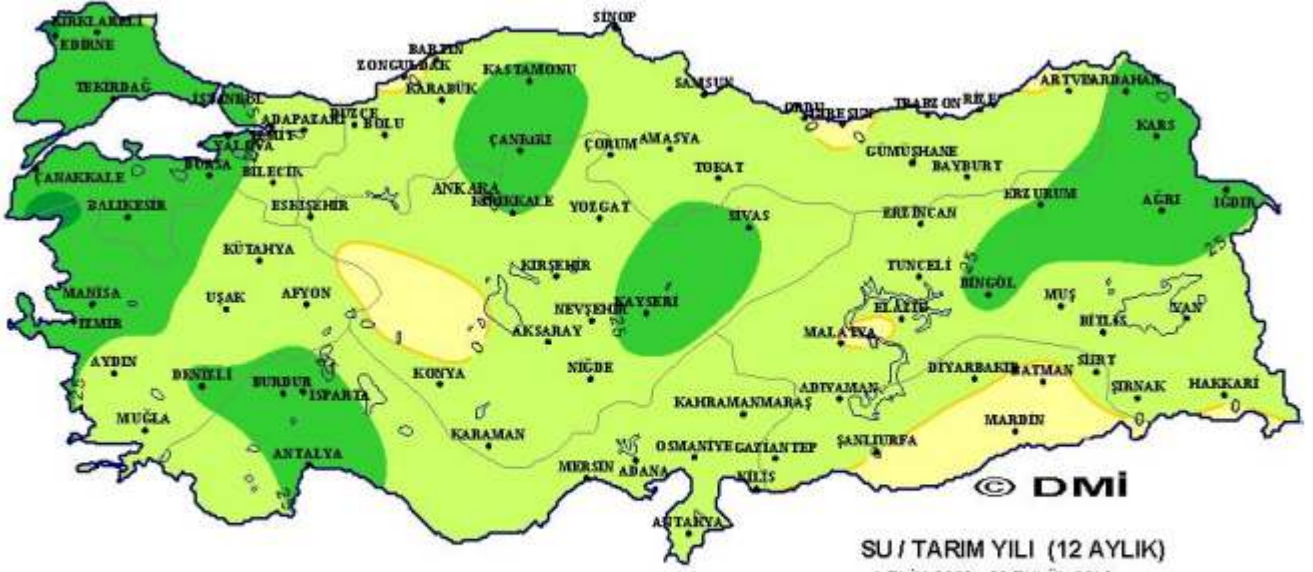 SİNOP
KIRKLARELİ
EDİRNE
BARTIN
ZONGULDAK
KASTAMONU
TEKİRDAĞ
KARABÜK
SAMSUN
ARTVİN
ARDAHAN
İSTANBUL
ADAPAZARI
DÜZCE
BOLU
ORDU
GİRESUN
TRABZON
RİZE
İZMİT
YALOVA
ÇANKIRI
ÇORUM
AMASYA
KARS
GÜMÜŞHANE
BURSA
BİLECİK
ÇANAKKALE
TOKAT
BAYBURT
ANKARA
KIRIKKALE
ERZURUM
AĞRI
IĞDIR
BALIKESİR
ESKİŞEHİR
YOZGAT
SİVAS
ERZİNCAN
KÜTAHYA
25
25
KIRŞEHİR
TUNCELİ
BİNGÖL
MANİSA
UŞAK
AFYON
NEVŞEHİR
KAYSERİ
ELAZIĞ
MUŞ
İZMİR
25
AKSARAY
MALATYA
BİTLİS
VAN
AYDIN
DENİZLİ
BURDUR
ISPARTA
KONYA
NİĞDE
DİYARBAKIR
BATMAN
SİİRT
25
ADIYAMAN
ŞIRNAK
HAKKARİ
MUĞLA
KAHRAMANMARAŞ
MARDİN
KARAMAN
ANTALYA
OSMANİYE
GAZİANTEP
ŞANLIURFA
MERSİN
ADANA
KİLİS
25
© DMİ
ANTAKYA
SU / TARIM YILI (12 AYLIK)